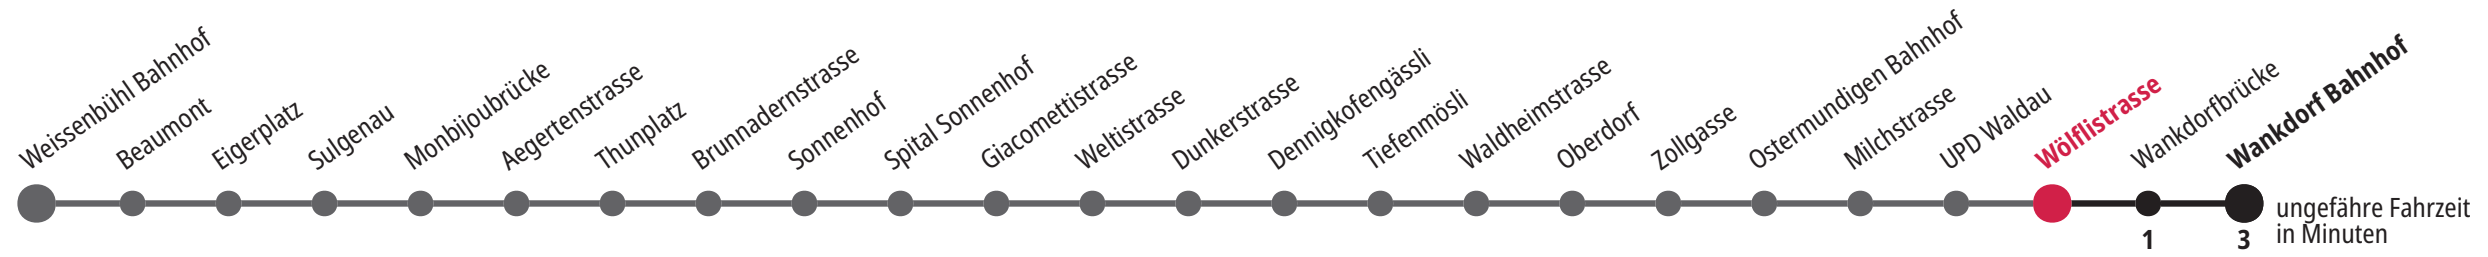 Weissenbühl Bahnhof
Beaumont
Eigerplatz
Sulgenau
Monbijoubrücke
Aegertenstrasse
Thunplatz
Brunnadernstrasse
Sonnenhof
Spital Sonnenhof
Giacomettistrasse
Weltistrasse
Dunkerstrasse
Dennigkofengässli
Tiefenmösli
Waldheimstrasse
Oberdorf
Zollgasse
Ostermundigen Bahnhof
Milchstrasse
UPD Waldau
Wölflistrasse
Wankdorfbrücke
Wankdorf Bahnhof
1
3
ungefähre Fahrzeit
in Minuten